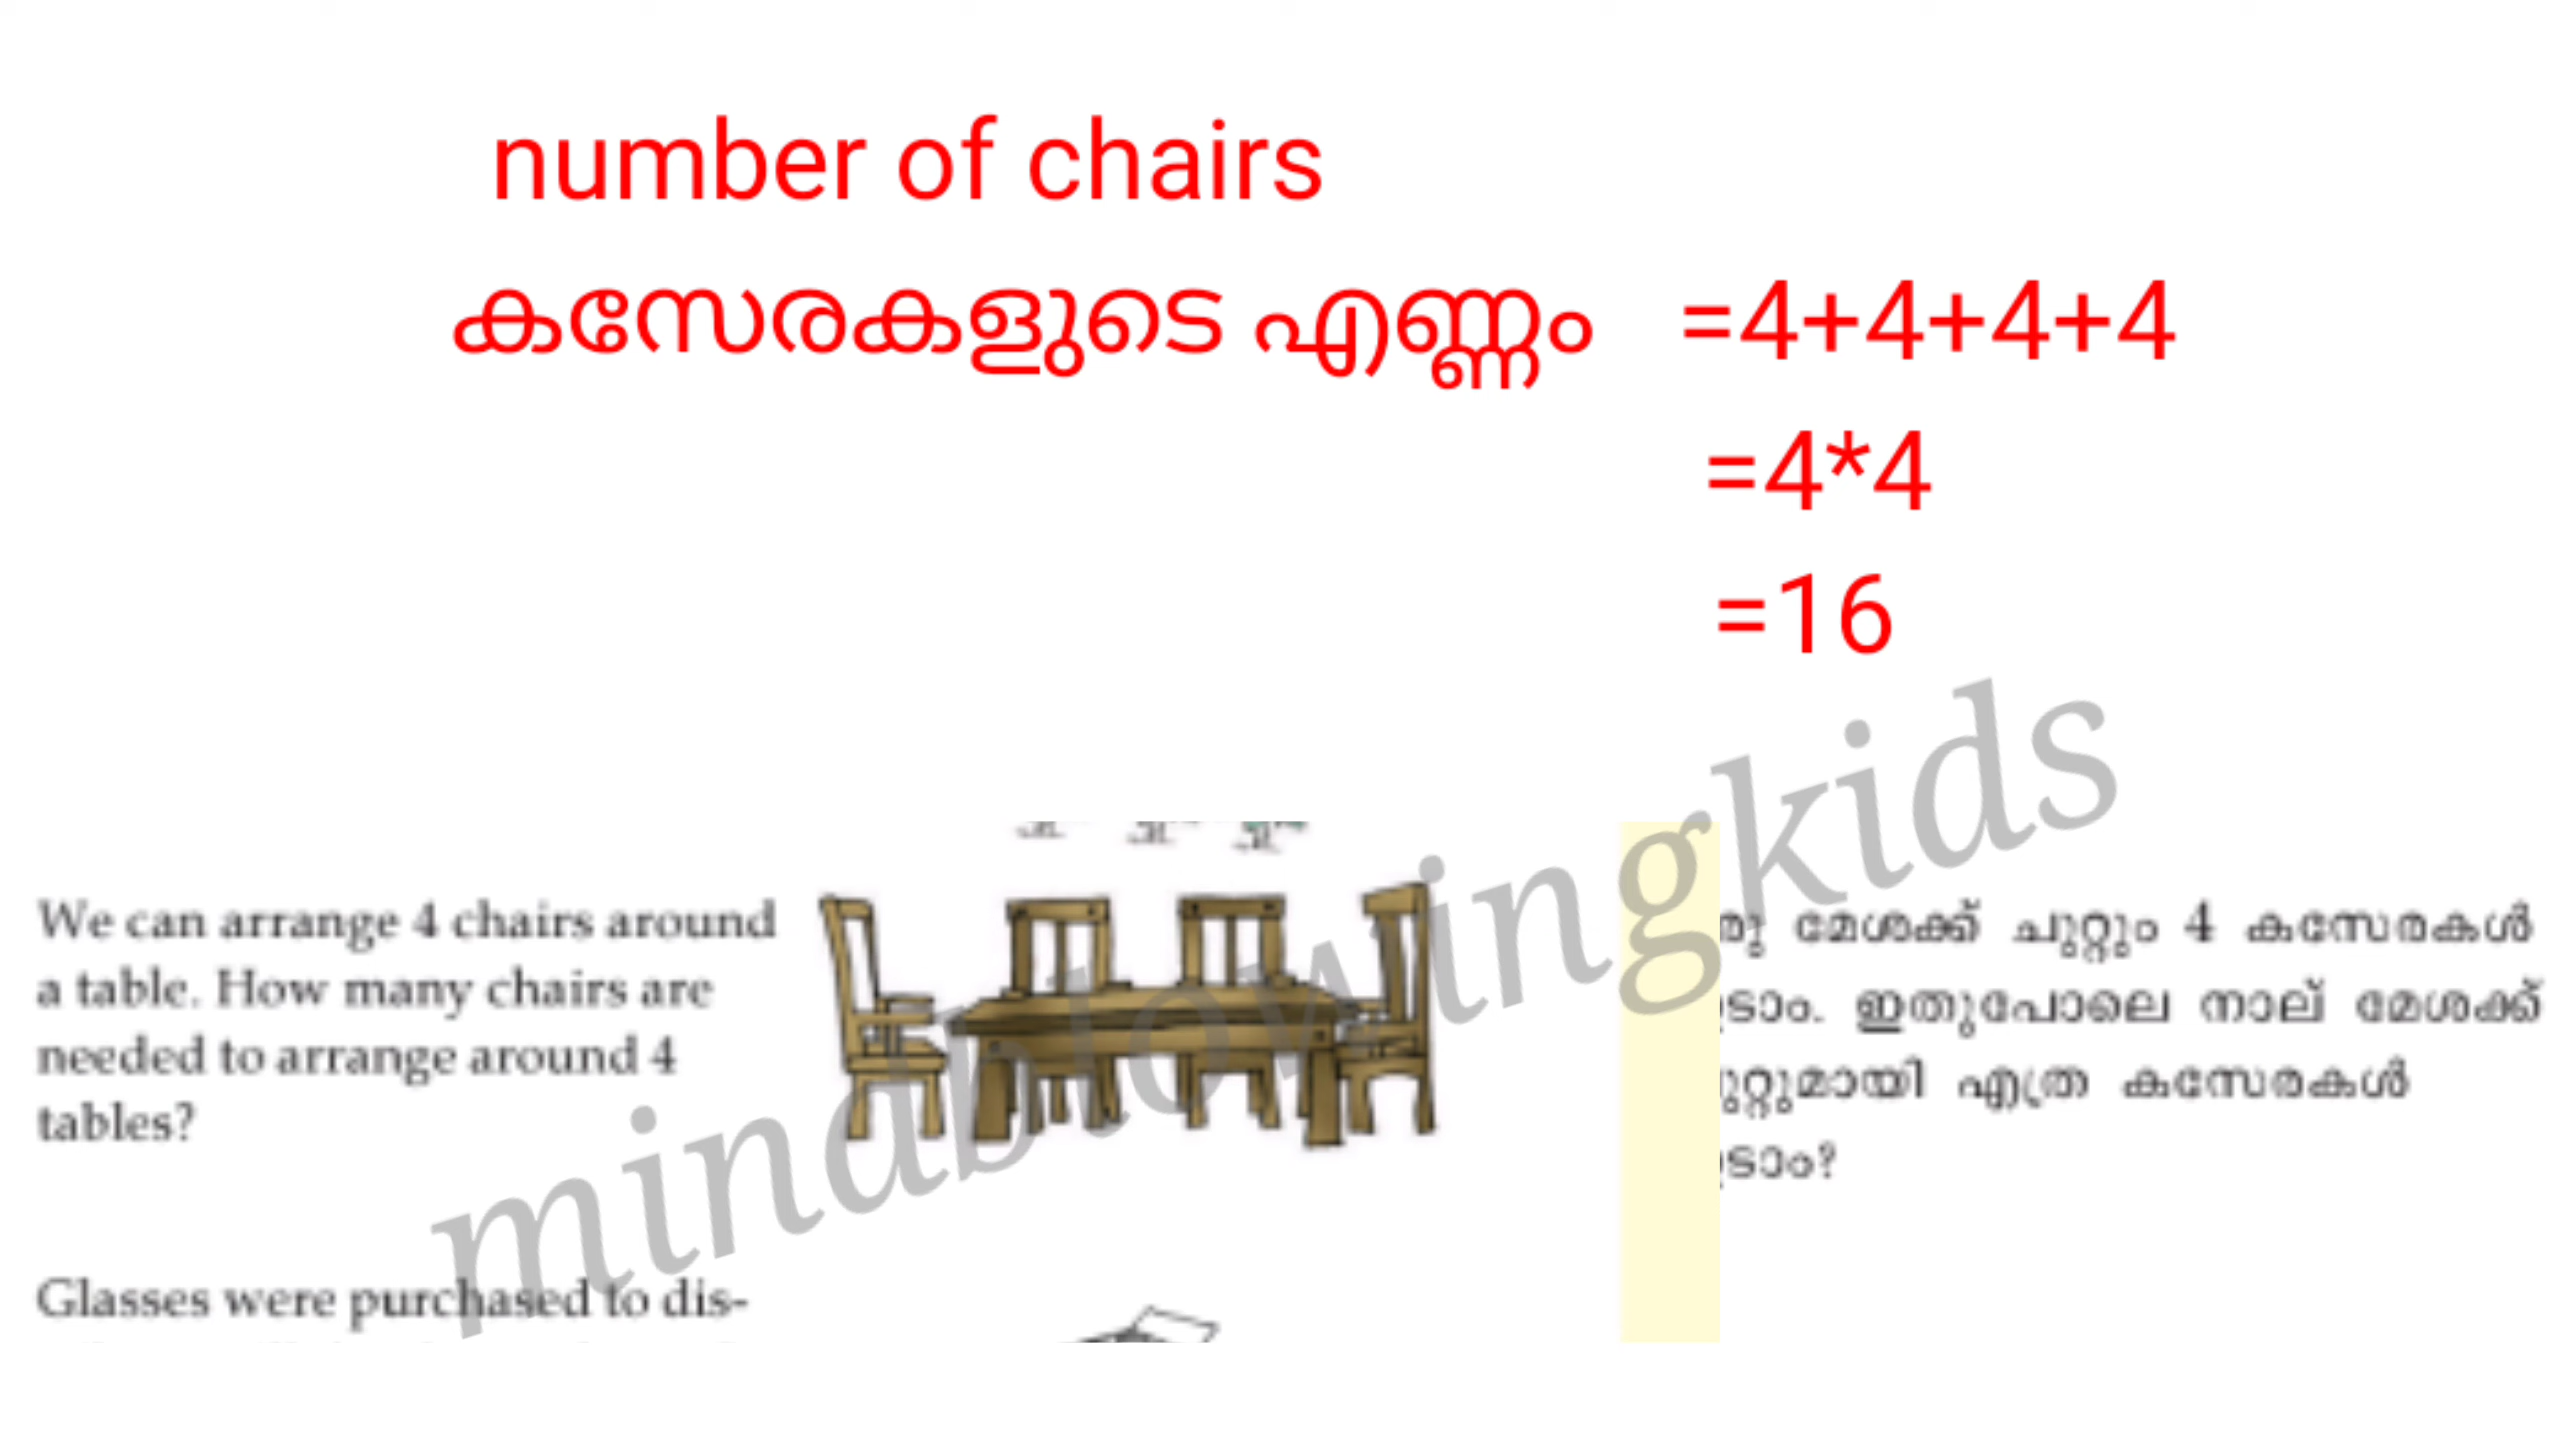 number of chairs
കസേരകളുടെ എണ്ണം =4+4+4+4
=4*4
=16
We can arrange 4 chairs around
a table. How many chairs are
needed to arrange around 4
tables?
Glasses were purchased to dis-
രു മേശക്ക് ചുറ്റും 4 കസേരകൾ
ടാം. ഇതുപോലെ നാല് മേശക്ക്
ുറ്റുമായി എത്ര കസേരകൾ
ടാം?
mindblowingkids